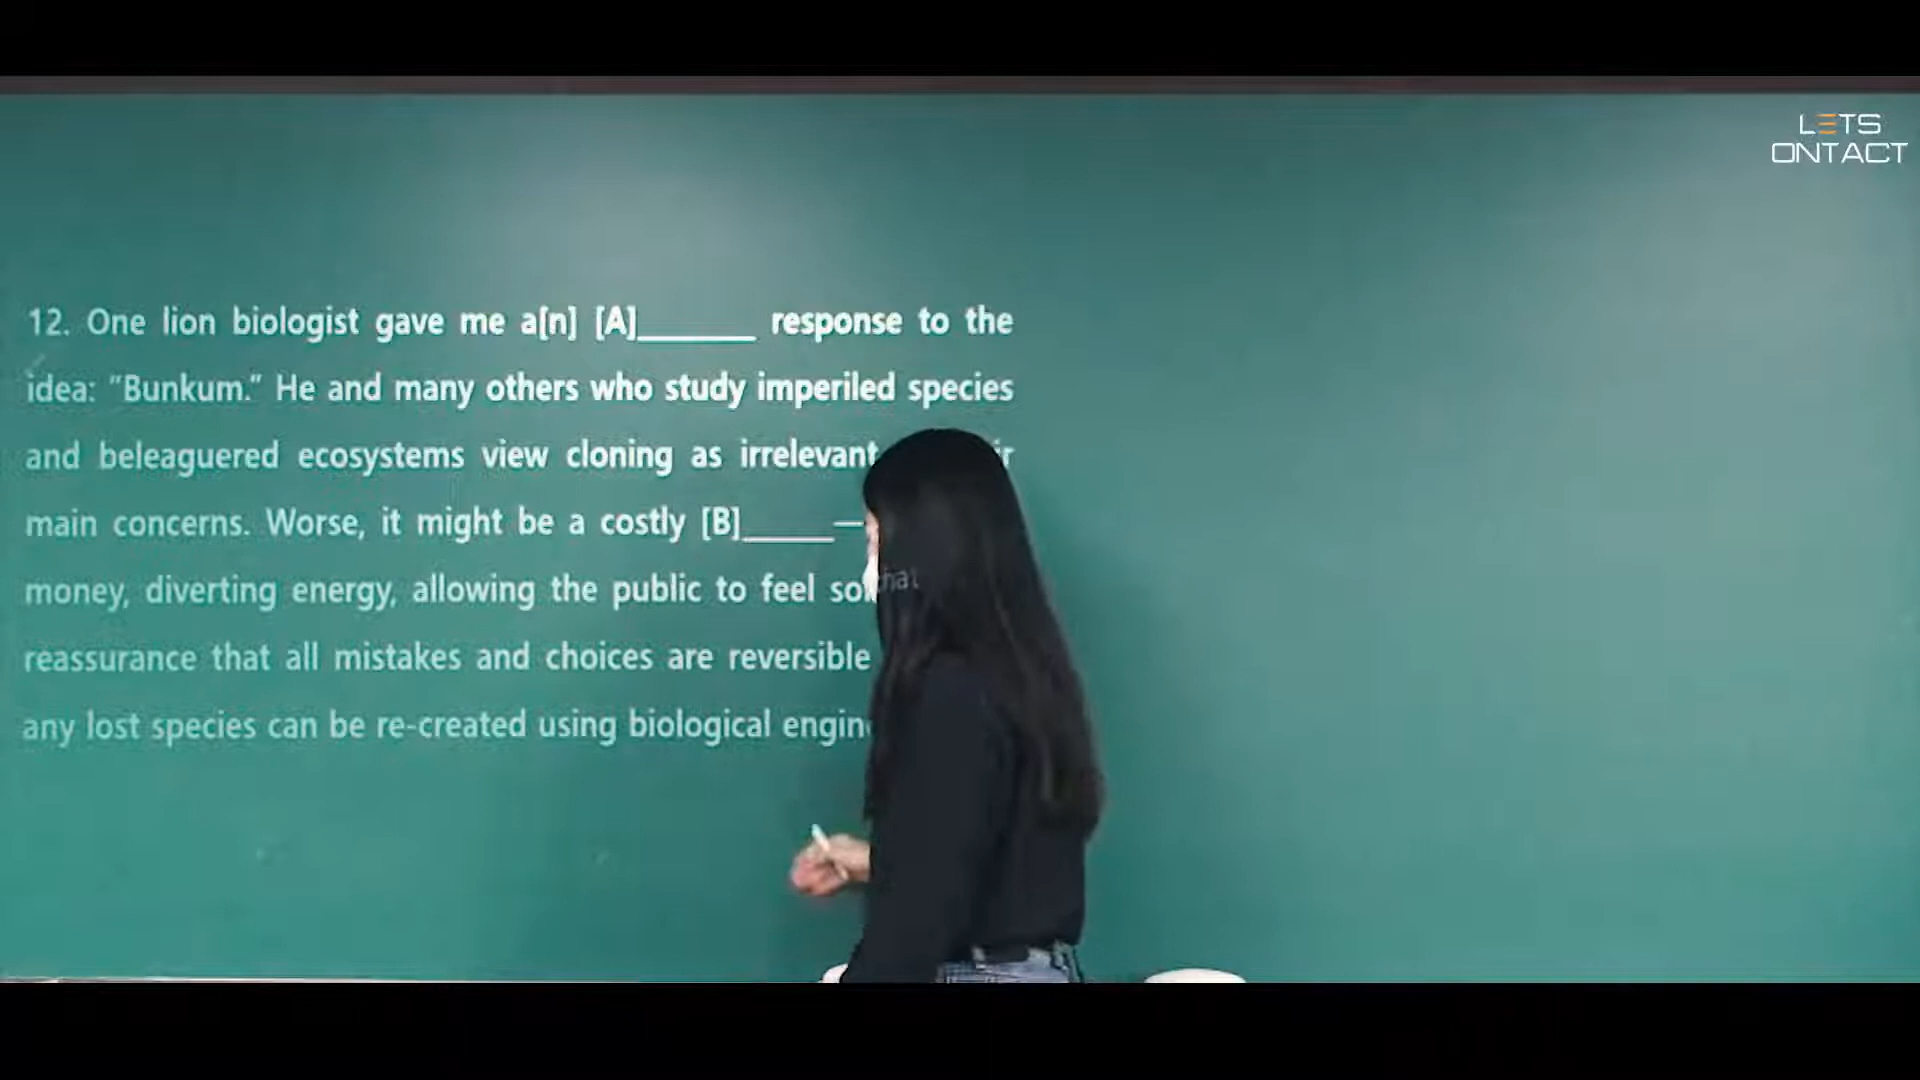 LETS
ONTACT
12. One lion biologist gave me a[n] [A]______ response to the
idea: “Bunkum.” He and many others who study imperiled species
and beleaguered ecosystems view cloning as irrelevant
main concerns. Worse, it might be a costly [B]_____—
money, diverting energy, allowing the public to feel
reassurance that all mistakes and choices are reversible
any lost species can be re-created using biological